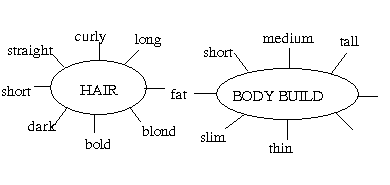 curly
long
straight
short
HAIR
dark
bold
blond
medium
short
tall
fat
BODY BUILD
slim
thin